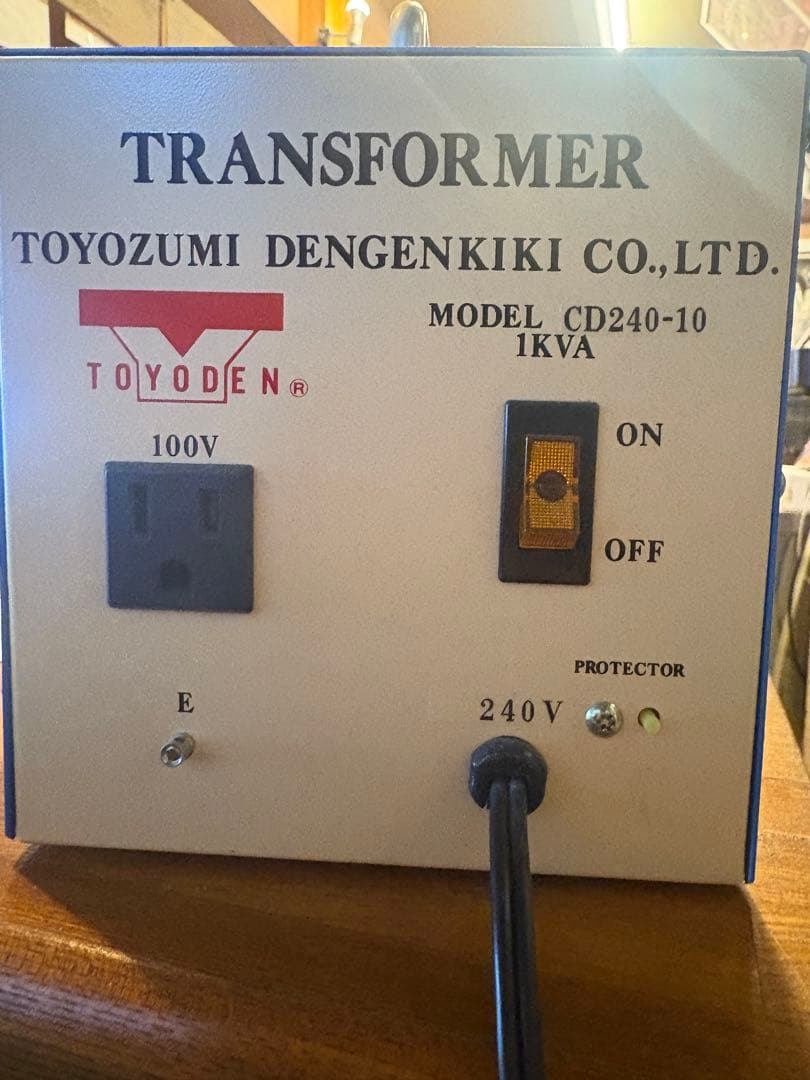 TRANSFORMER
TOYOZUMI DENGENKIKI CO.,LTD.
TOYODEN®
MODEL CD240-10
1KVA
100V
ON
OFF
E
PROTECTOR
240V